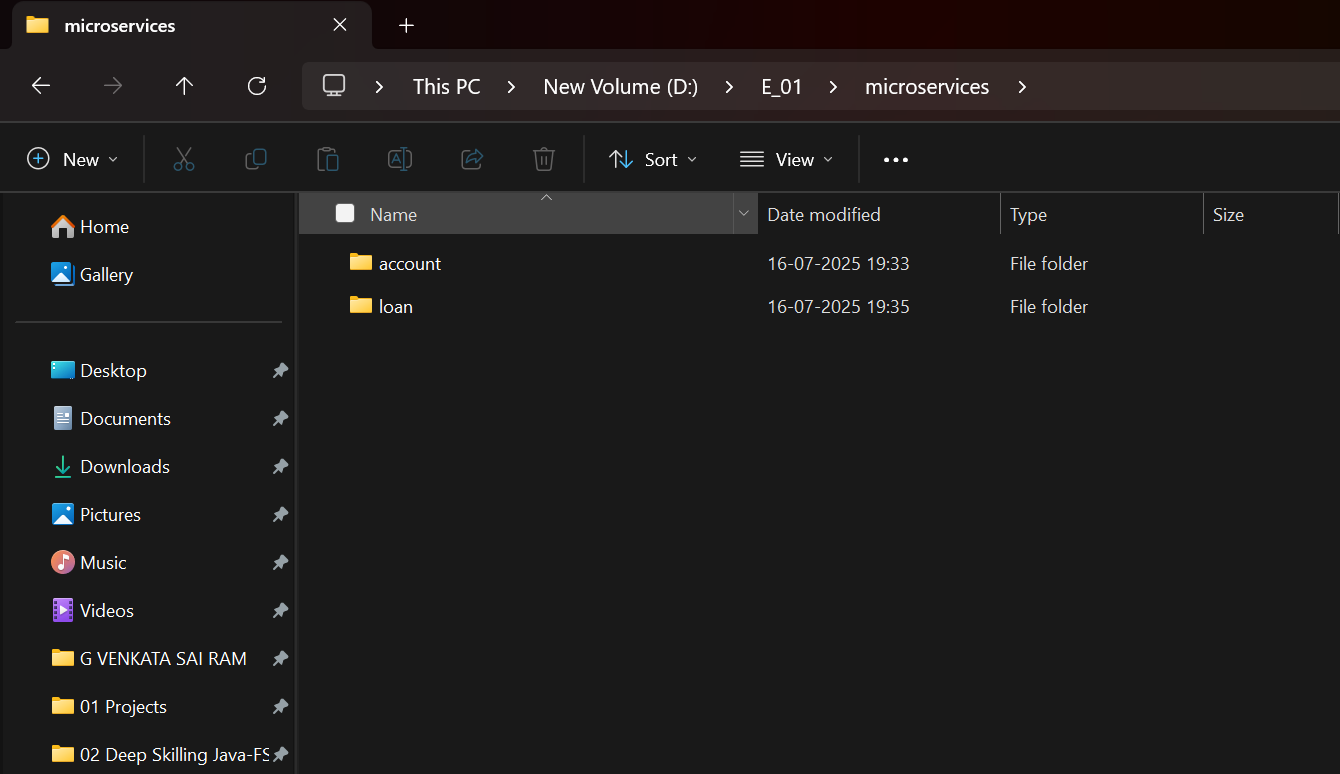 microservices
This PC
New Volume (D:)
E_01
microservices
New
Sort
View
Name
Date modified
Type
Size
account 16-07-2025 19:33 File folder
loan 16-07-2025 19:35 File folder
Home
Gallery
Desktop
Documents
Downloads
Pictures
Music
Videos
G VENKATA SAI RAM
01 Projects
02 Deep Skilling Java-FS